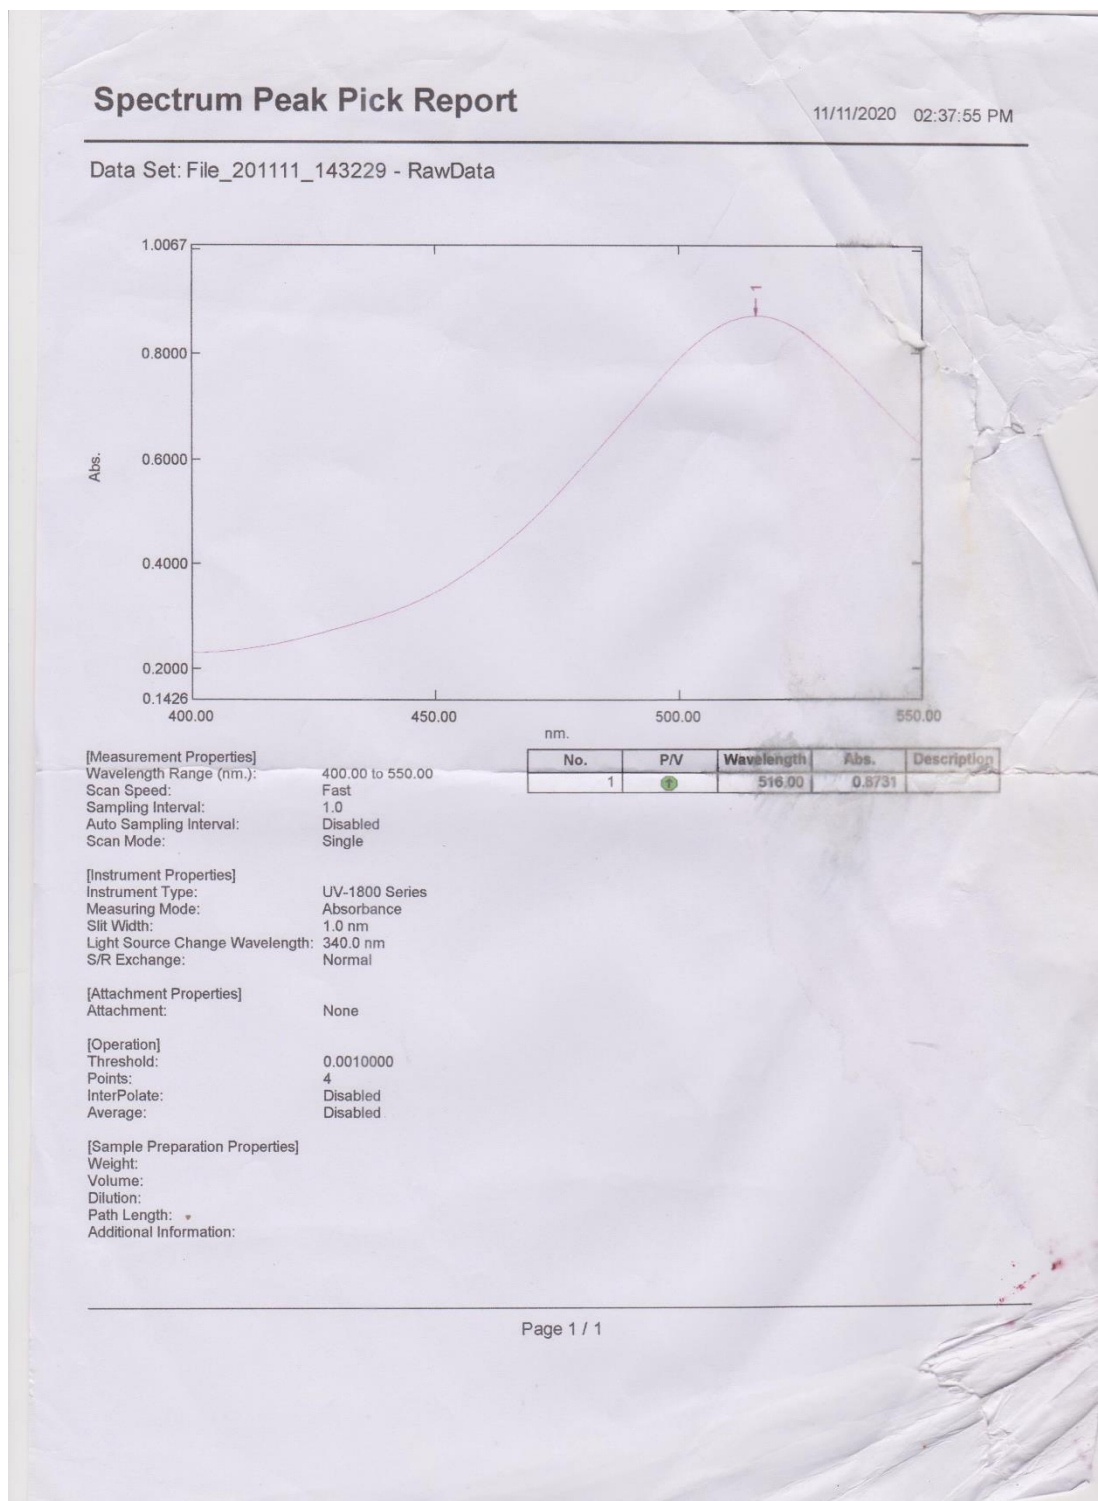 Spectrum Peak Pick Report
11/11/2020 02:37:55 PM
Data Set: File_201111_143229 - RawData
1.0067
1
0.8000
Abs.
0.6000
0.4000
0.2000
0.1426
400.00 450.00 500.00 550.00
nm.
No. P/V Wavelength Abs. Description
1 516.00 0.8731
[Measurement Properties]
Wavelength Range (nm.): 400.00 to 550.00
Scan Speed: Fast
Sampling Interval: 1.0
Auto Sampling Interval: Disabled
Scan Mode: Single
[Instrument Properties]
Instrument Type: UV-1800 Series
Measuring Mode: Absorbance
Slit Width: 1.0 nm
Light Source Change Wavelength: 340.0 nm
S/R Exchange: Normal
[Attachment Properties]
Attachment: None
[Operation]
Threshold: 0.0010000
Points: 4
InterPolate: Disabled
Average: Disabled
[Sample Preparation Properties]
Weight:
Volume:
Dilution:
Path Length:
Additional Information:
Page 1 / 1